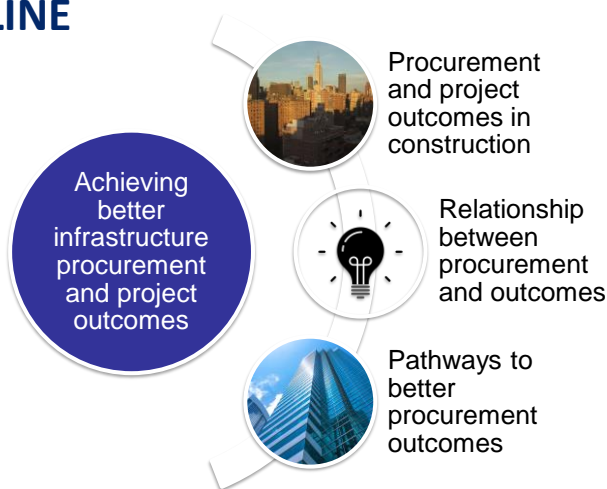 LINE
Procurement
and project
outcomes in
construction
Achieving
better
infrastructure
procurement
and project
outcomes
Relationship
between
procurement
and outcomes
Pathways to
better
procurement
outcomes